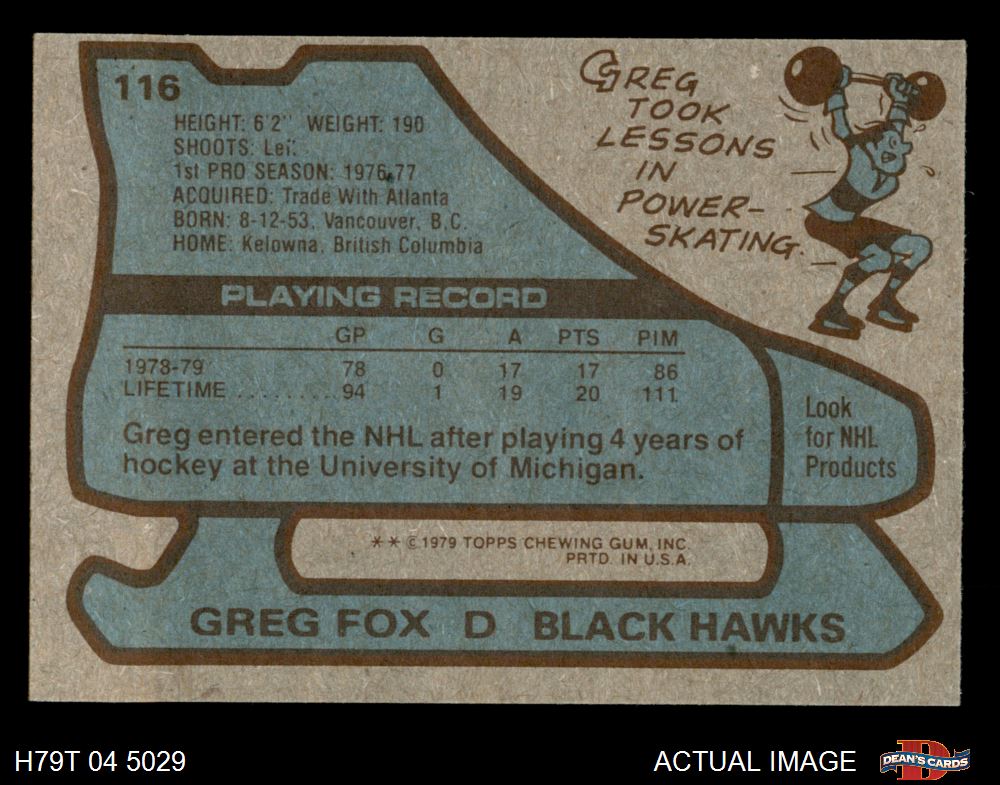 116
HEIGHT: 6'2" WEIGHT: 190
SHOOTS: Left
1st PRO SEASON: 1976-77
ACQUIRED: Trade With Atlanta
BORN: 8-12-53, Vancouver, B.C.
HOME: Kelowna, British Columbia
GREG
TOOK
LESSONS
IN
POWER-
SKATING.
PLAYING RECORD
GP G A PTS PIM
1978-79 78 0 17 17 86
LIFETIME ......... 94 1 19 20 111
Greg entered the NHL after playing 4 years of
hockey at the University of Michigan.
Look
for NHL
Products
** ©1979 TOPPS CHEWING GUM, INC.
PRTD. IN U.S.A.
GREG FOX D BLACK HAWKS
H79T 04 5029
ACTUAL IMAGE
D
DEAN'S CARDS